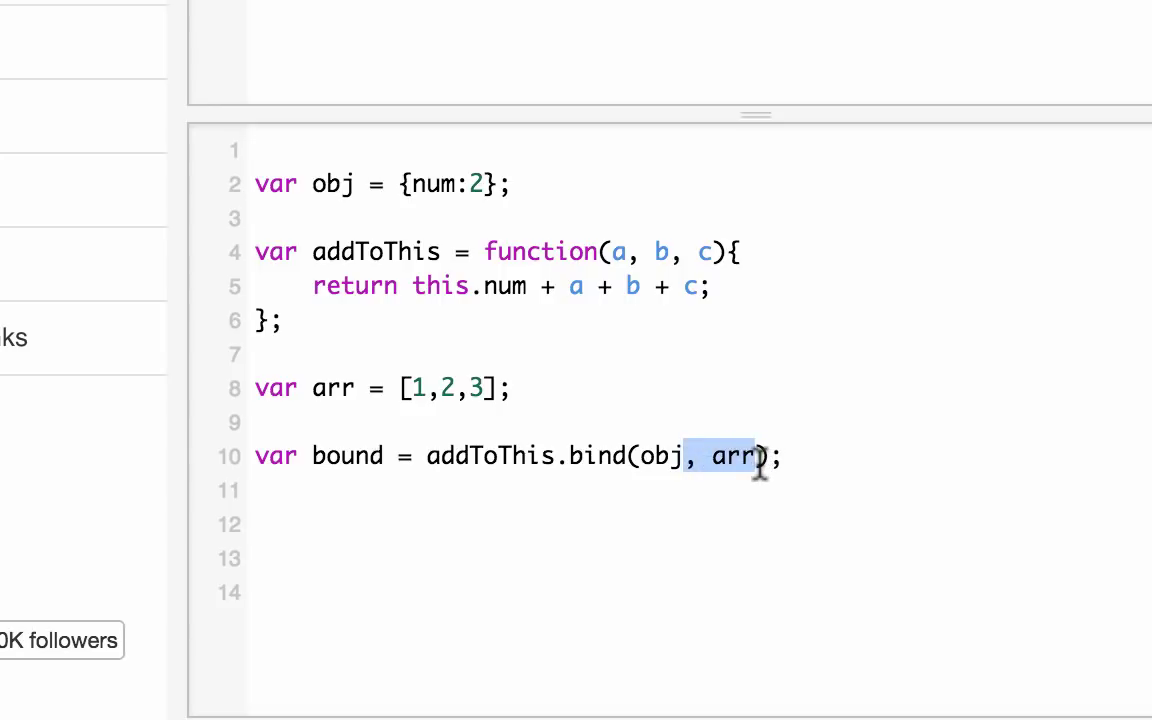 1
2 var obj = {num:2};
3
4 var addToThis = function(a, b, c){
5 return this.num + a + b + c;
6 };
7
8 var arr = [1,2,3];
9
10 var bound = addToThis.bind(obj, arr);
11
12
13
14
ks
0K followers